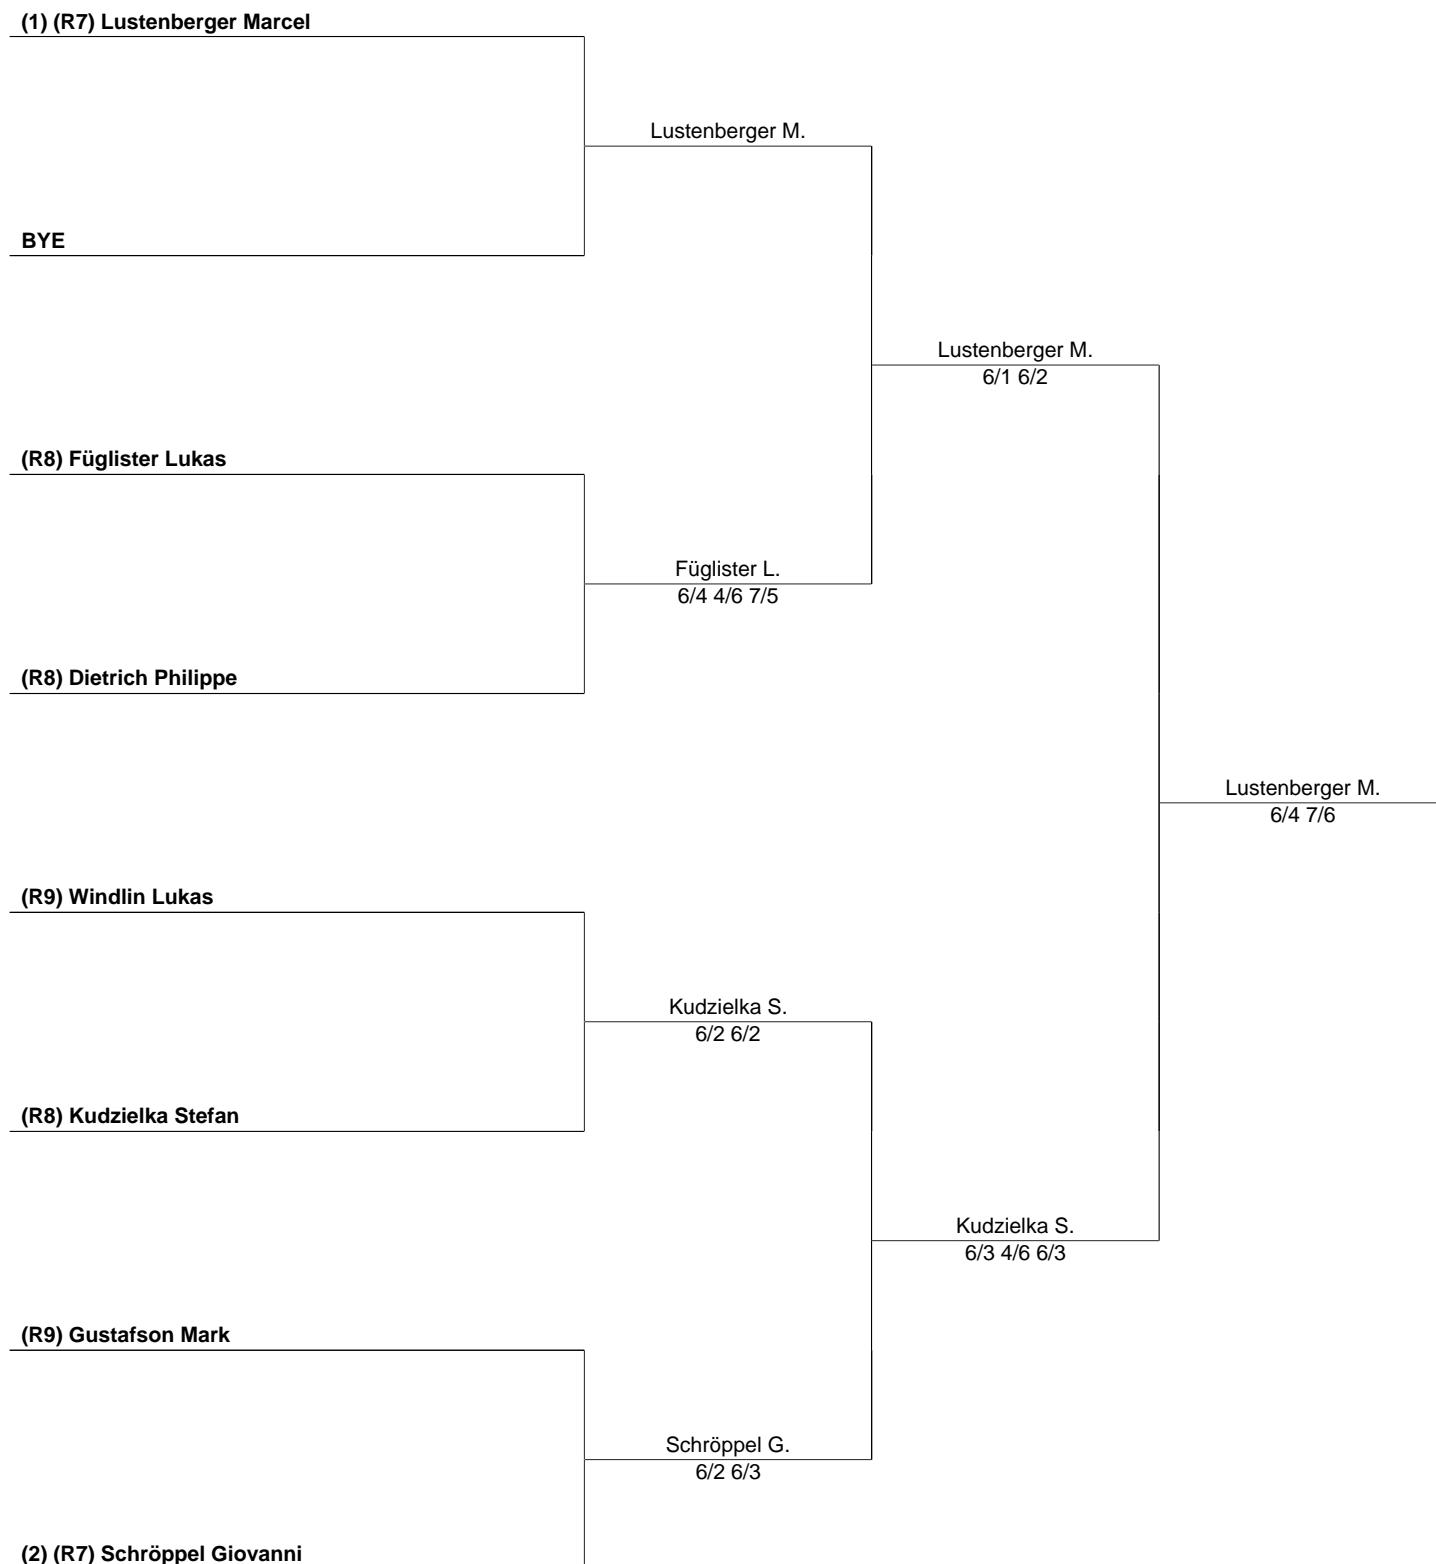 (1) (R7) Lustenberger Marcel
Lustenberger M.
BYE
Lustenberger M.
6/1 6/2
(R8) Füglister Lukas
Füglister L.
6/4 4/6 7/5
(R8) Dietrich Philippe
Lustenberger M.
6/4 7/6
(R9) Windlin Lukas
Kudzielka S.
6/2 6/2
(R8) Kudzielka Stefan
Kudzielka S.
6/3 4/6 6/3
(R9) Gustafson Mark
Schröppel G.
6/2 6/3
(2) (R7) Schröppel Giovanni